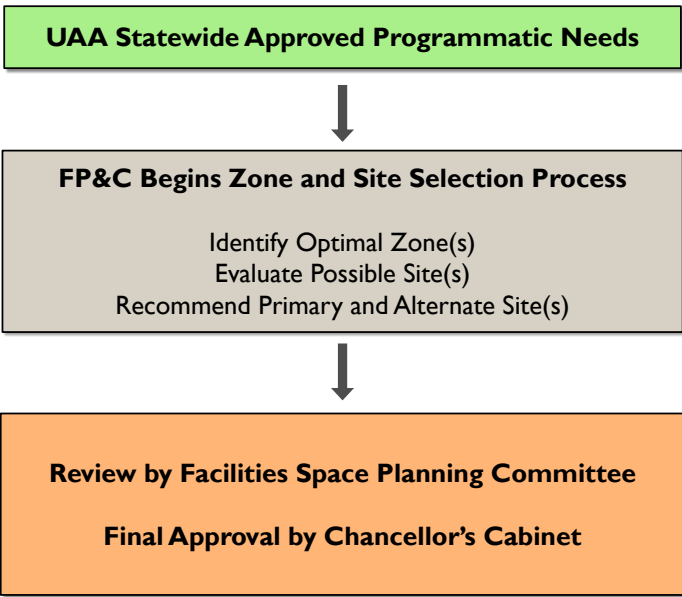 UAA Statewide Approved Programmatic Needs
FP&C Begins Zone and Site Selection Process
Identify Optimal Zone(s)
Evaluate Possible Site(s)
Recommend Primary and Alternate Site(s)
Review by Facilities Space Planning Committee
Final Approval by Chancellor’s Cabinet